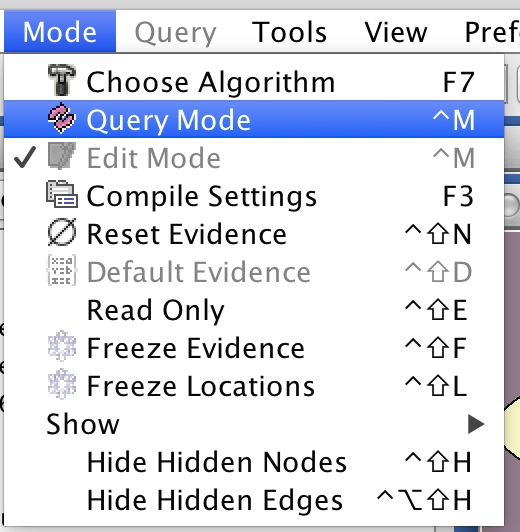 Mode Query Tools View Pref
Choose Algorithm F7
Query Mode ^M
Edit Mode ^M
Compile Settings F3
Reset Evidence ^⇧N
Default Evidence ^⇧D
Read Only ^⇧E
Freeze Evidence ^⇧F
Freeze Locations ^⇧L
Show
Hide Hidden Nodes ^⇧H
Hide Hidden Edges ^⌥⇧H